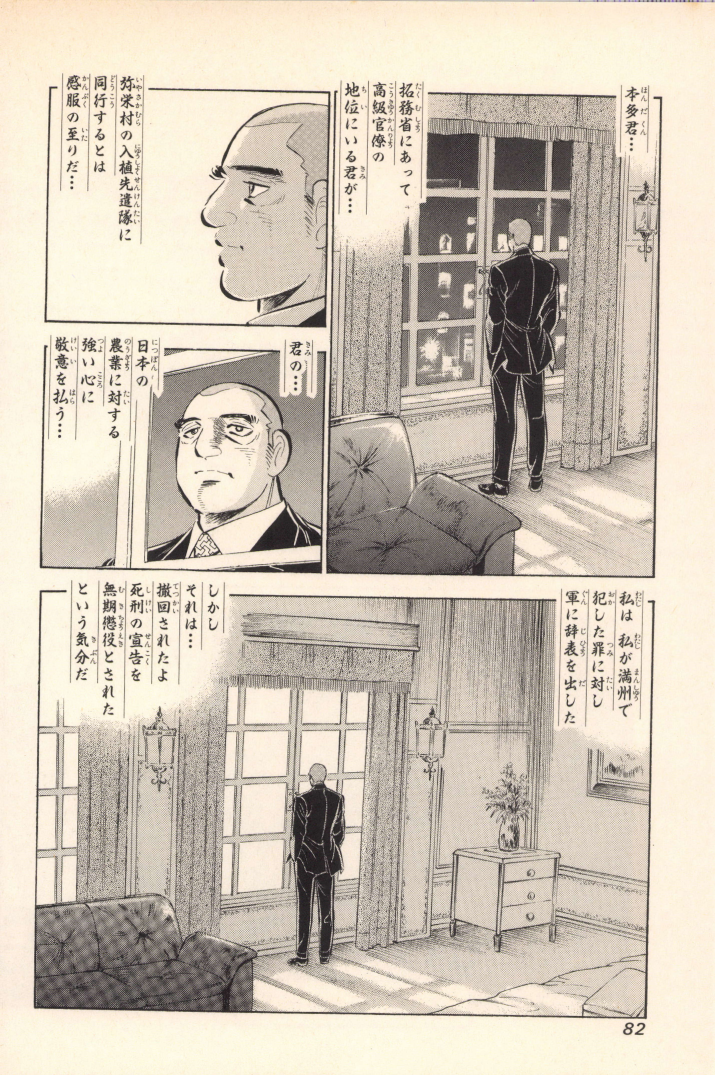 本多君…
拓務省にあって
高級官僚の
地位にいる君が…
弥栄村の入植先遣隊に
同行するとは
感服の至りだ…
君の…
日本の
農業に対する
強い心に
敬意を払う…
私は 私が満州で
犯した罪に対し
軍に辞表を出した
しかし
それは…
撤回されたよ
死刑の宣告を
無期懲役とされた
という気分だ
82